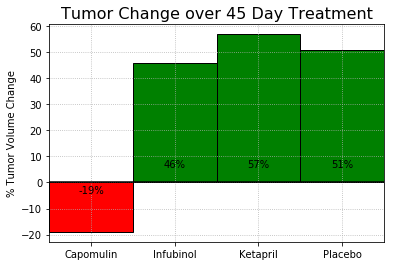 Tumor Change over 45 Day Treatment
% Tumor Volume Change
60
50
40
30
20
10
0
−10
−20
-19%
46%
57%
51%
Capomulin
Infubinol
Ketapril
Placebo